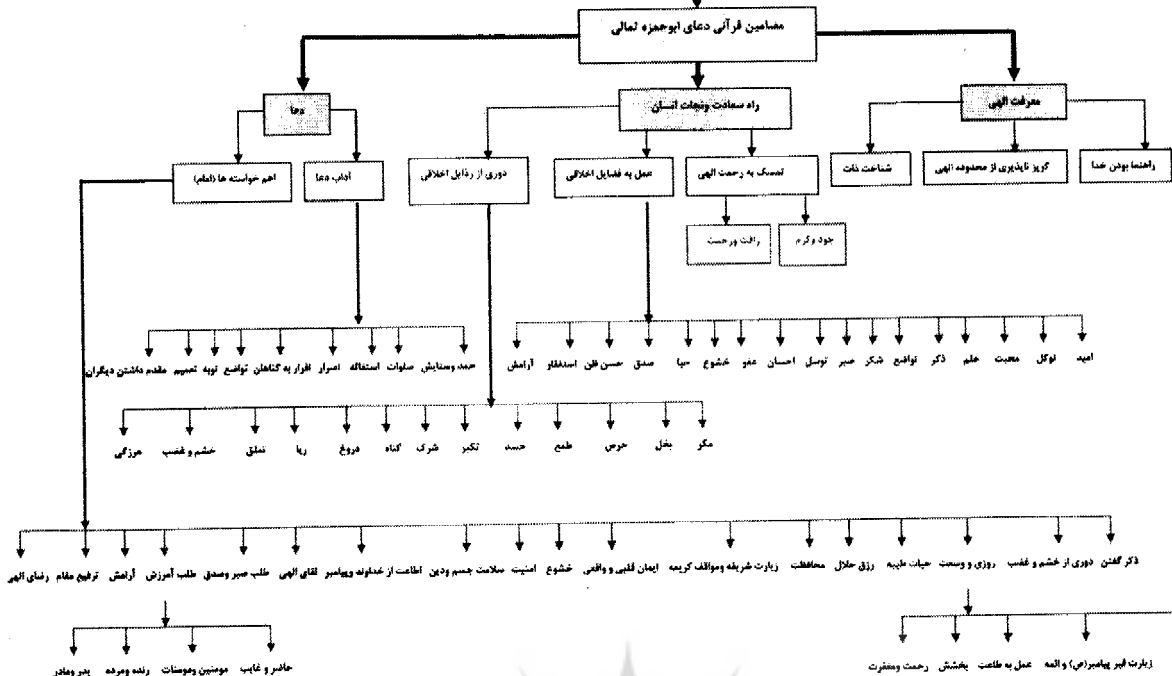 مضامین قرآنی دعای ابوحمزه ثمالی
معرفت الهی
راه سعادت ونجات انسان
دعا
راهنما بودن خدا
گریز ناپذیری از محدوده الهی
شناخت ذات
تمسک به رحمت الهی
عمل به فضایل اخلاقی
دوری از رذایل اخلاقی
آداب دعا
اهم خواسته ها (امام)
جود وکرم
رافت ورحمت
امید توکل محبت حلم ذکر تواضع شکر صبر توسل احسان عفو خشوع حیا صدق حسن ظن استغفار آرامش
حمد وستایش صلوات استغاثه اصرار اقرار به گناهان تواضع توبه تعمیم مقدم داشتن دیگران
مکر بخل حرص طمع حسد تکبر شرک گناه دروغ ریا تملق خشم و غضب هرزگی
ذکر گفتن دوری از خشم و غضب روزی و وسعت حیات طیبه رزق حلال محافظت زیارت شریفه ومواقف کریمه ایمان قلبی و واقعی خشوع امنیت سلامت جسم ودین اطاعت از خداوند وپیامبر لقای الهی طلب صبر وصدق طلب آمرزش آرامش ترفیع مقام رضای الهی
زیارت قبر پیامبر(ص) و ائمه عمل به طاعت بخشش رحمت ومغفرت
حاضر و غایب مومنین ومومنات زنده ومرده پدر ومادر